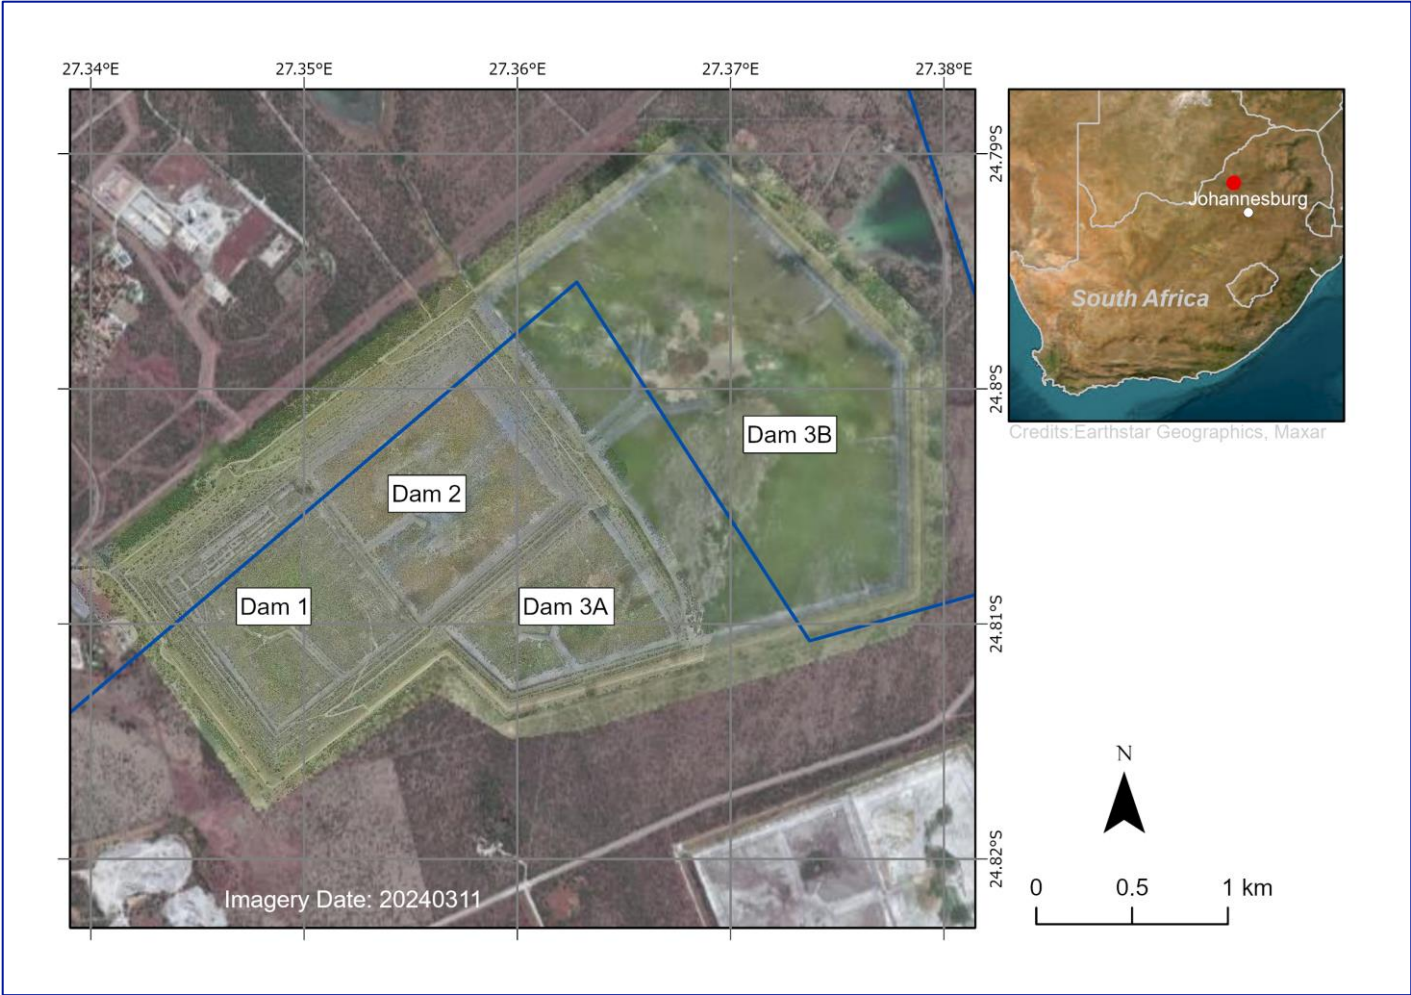 27.34°E 27.35°E 27.36°E 27.37°E 27.38°E
24.79°S
24.8°S
24.81°S
24.82°S
Dam 3B
Dam 2
Dam 1
Dam 3A
Imagery Date: 20240311
Johannesburg
South Africa
Credits:Earthstar Geographics, Maxar
N
0 0.5 1 km